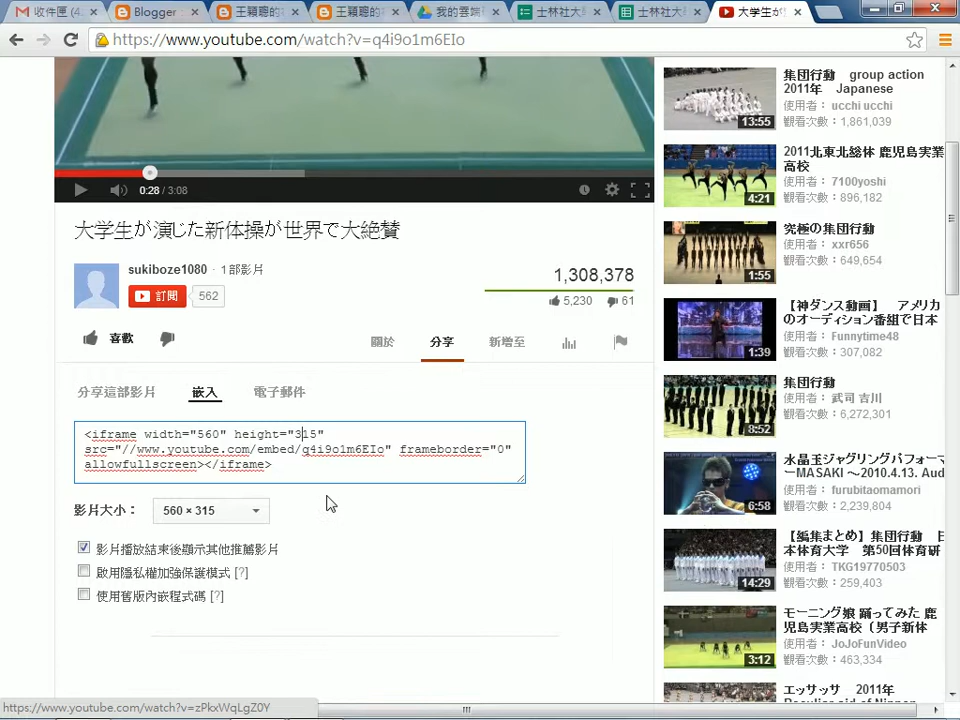 收件匣 (4
Blogger :
王顥聰的
王顥聰的
我的雲端硬
士林社大
士林社大
大学生が
https://www.youtube.com/watch?v=q4i9o1m6EIo
0:28 / 3:08
大学生が演じた新体操が世界で大絶賛
sukiboze1080 · 1部影片
訂閱 562
1,308,378
5,230 61
喜歡
關於 分享 新增至
分享這部影片 嵌入 電子郵件
<iframe width="560" height="315"
src="//www.youtube.com/embed/q4i9o1m6EIo" frameborder="0"
allowfullscreen></iframe>
影片大小： 560 × 315
影片播放結束後顯示其他推薦影片
啟用隱私權加強保護模式 [?]
使用舊版內嵌程式碼 [?]
集団行動 group action
2011年 Japanese
使用者： ucchi ucchi
觀看次數：1,861,039
13:55
2011北東北総体 鹿児島実業
高校
使用者： 7100yoshi
觀看次數：896,182
4:21
究極の集団行動
使用者： xxr656
觀看次數：649,654
1:55
【神ダンス動画】 アメリカ
のオーディション番組で日本
使用者： Funnytime48
觀看次數：307,082
1:39
集団行動
使用者： 武司 吉川
觀看次數：6,272,301
8:52
水晶玉ジャグリングパフォーマ
ーMASAKI ～2010.4.13. Aud
使用者： furubitaomamori
觀看次數：2,239,804
6:58
【編集まとめ】集団行動 日
本体育大学 第50回体育研
使用者： TKG19770503
觀看次數：259,403
14:29
モーニング娘 踊ってみた 鹿
児島実業高校〔男子新体
使用者： JoJoFunVideo
觀看次數：463,334
3:12
エッサッサ 2011年
https://www.youtube.com/watch?v=zPkxWqLgZ0Y